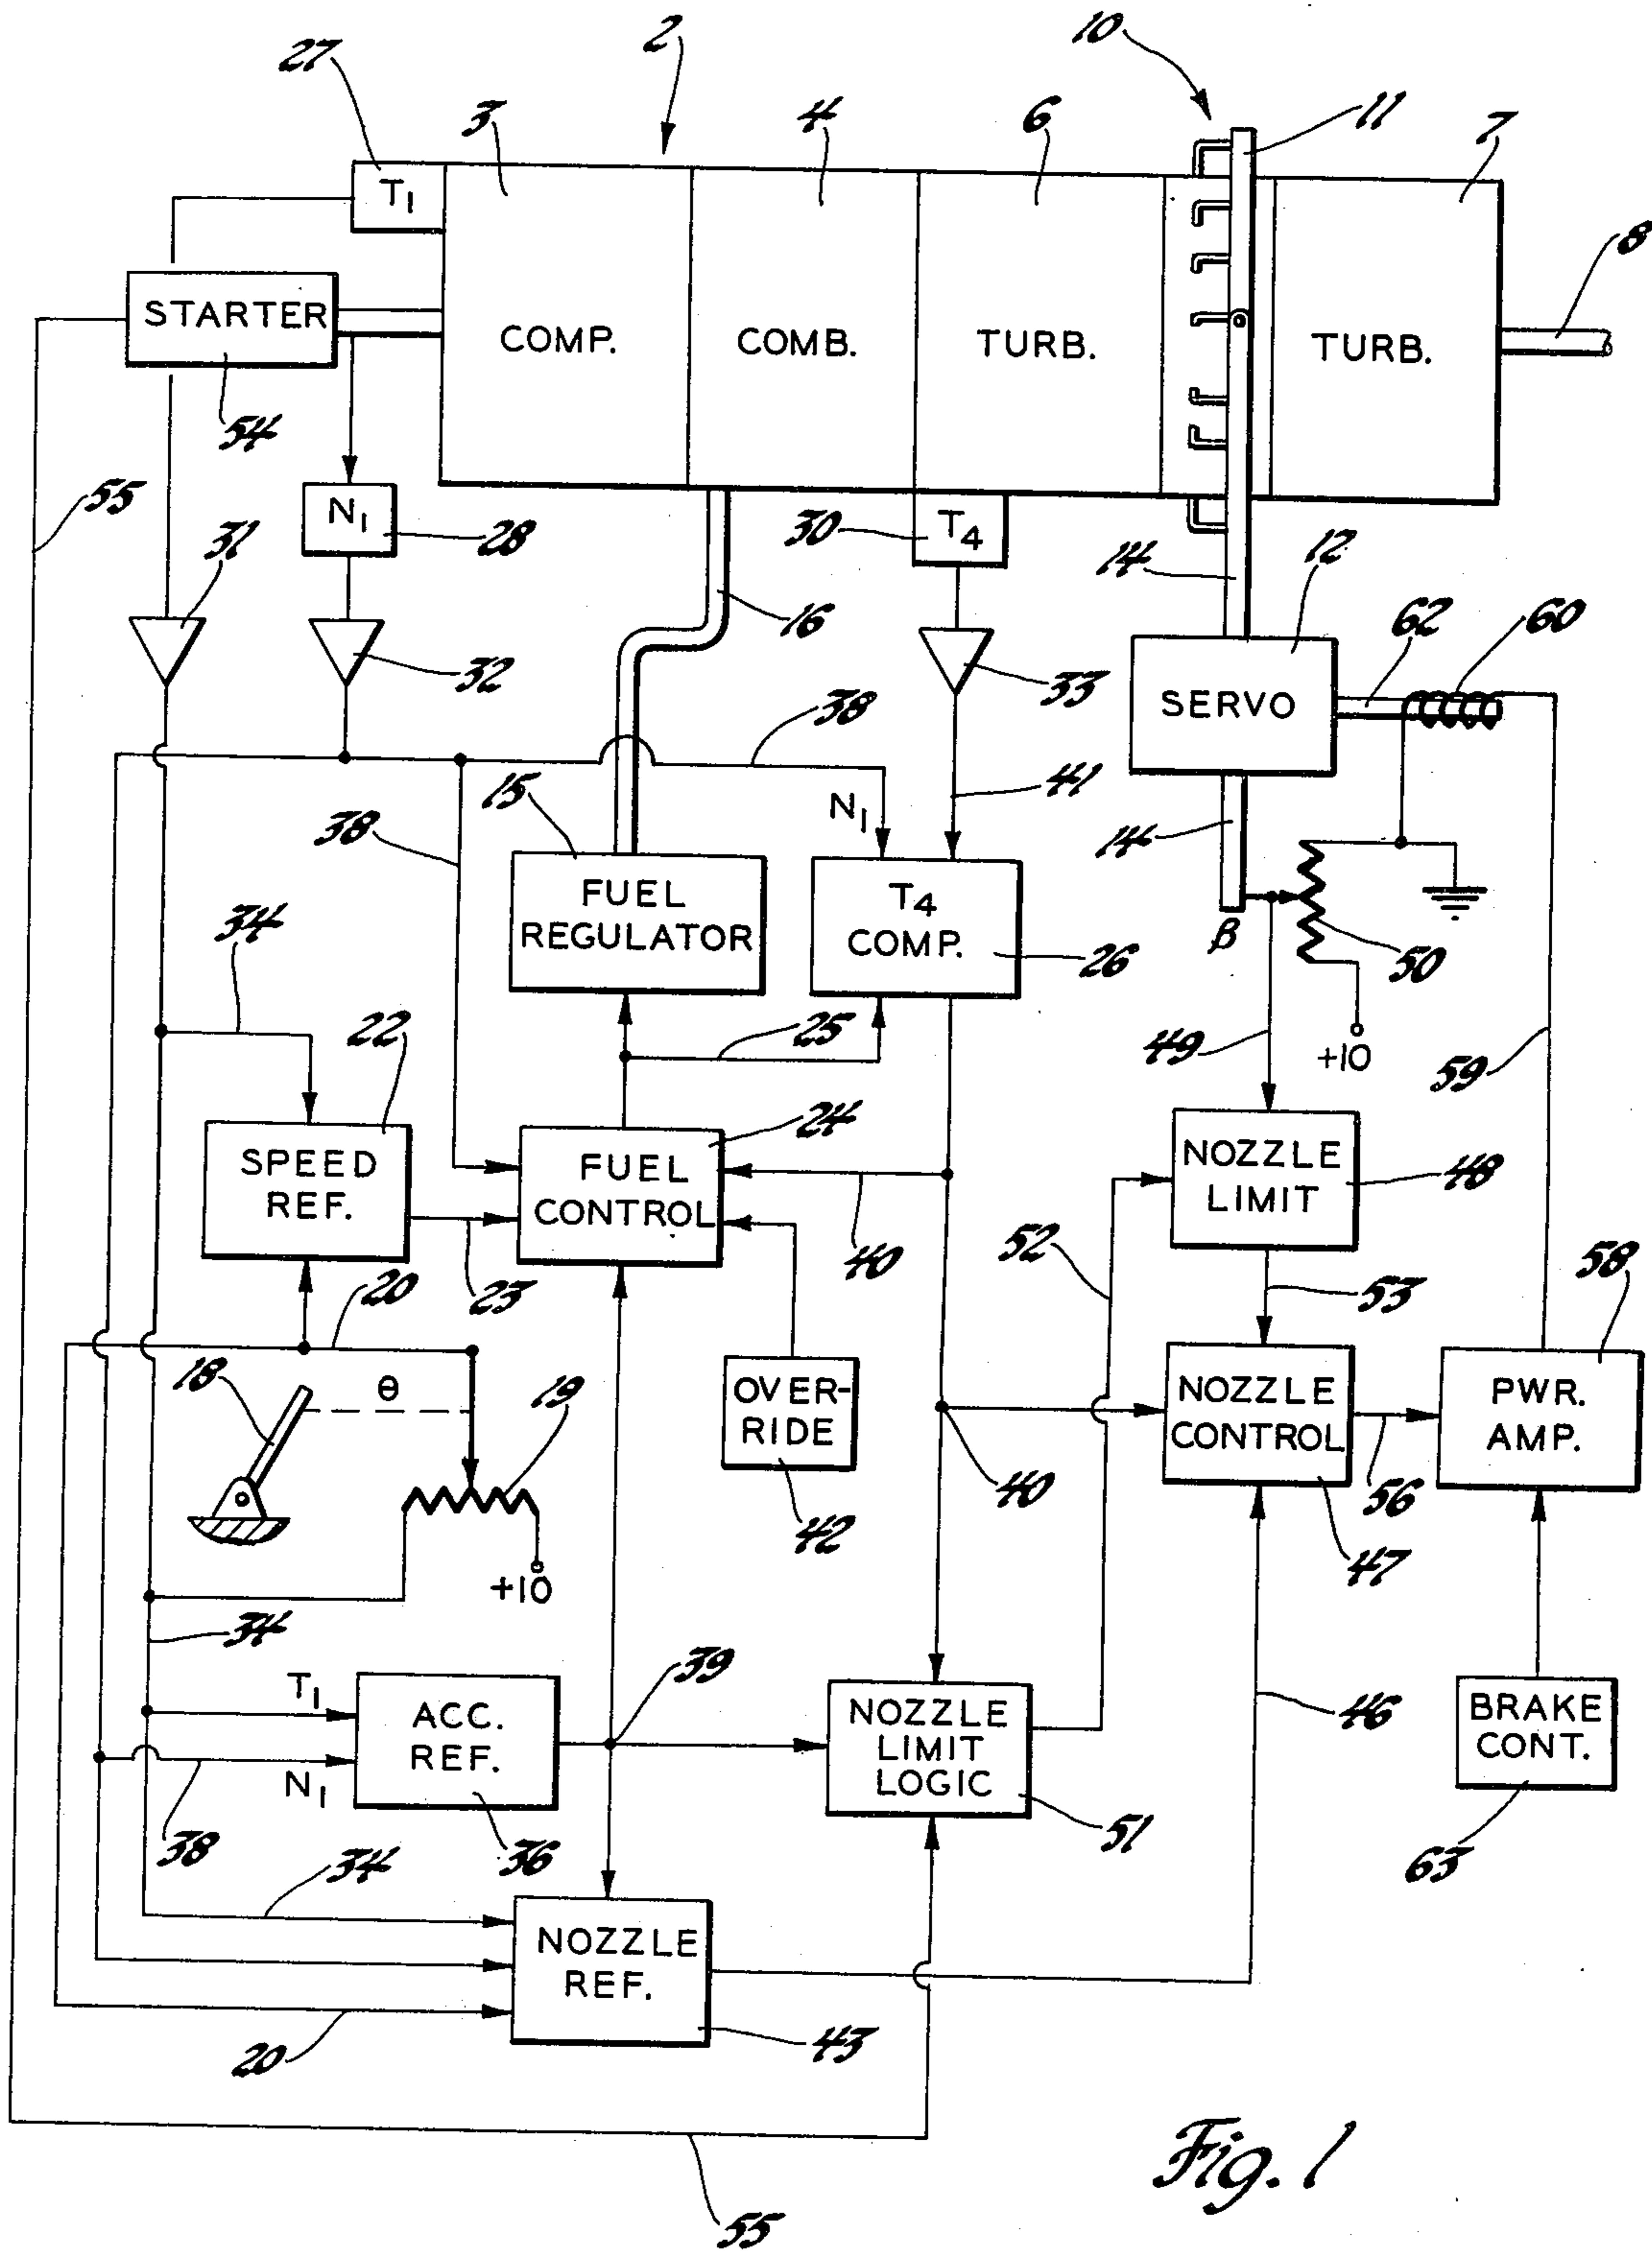 2
10
27
3
4
6
11
7
T1
8
STARTER
COMP.
COMB.
TURB.
TURB.
54
55
N1
28
30
T4
31
14
12
16
62
60
32
33
SERVO
38
15
N1
41
38
14
FUEL
REGULATOR
T4
COMP.
26
β
50
34
22
25
49
+10
59
24
SPEED
REF.
FUEL
CONTROL
NOZZLE
LIMIT
48
20
23
40
52
53
58
18
θ
19
OVER-
RIDE
NOZZLE
CONTROL
PWR.
AMP.
40
56
42
47
+10
34
39
T1
ACC.
REF.
NOZZLE
LIMIT
LOGIC
46
BRAKE
CONT.
N1
38
36
51
63
34
NOZZLE
REF.
20
43
55
Fig. 1